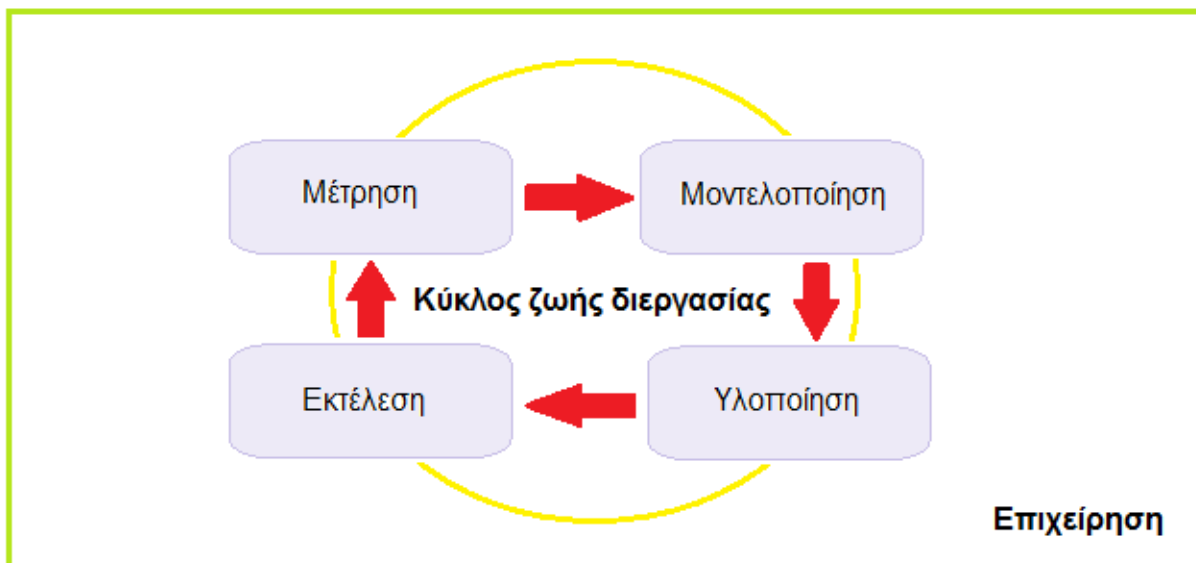 Μέτρηση
Μοντελοποίηση
Κύκλος ζωής διεργασίας
Εκτέλεση
Υλοποίηση
Επιχείρηση